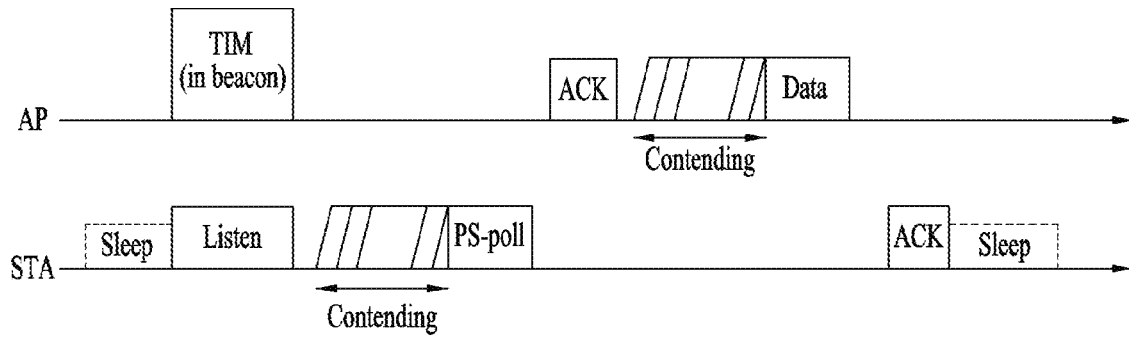 TIM
(in beacon)
ACK
Data
AP
Contending
Sleep
Listen
PS-poll
ACK
Sleep
STA
Contending